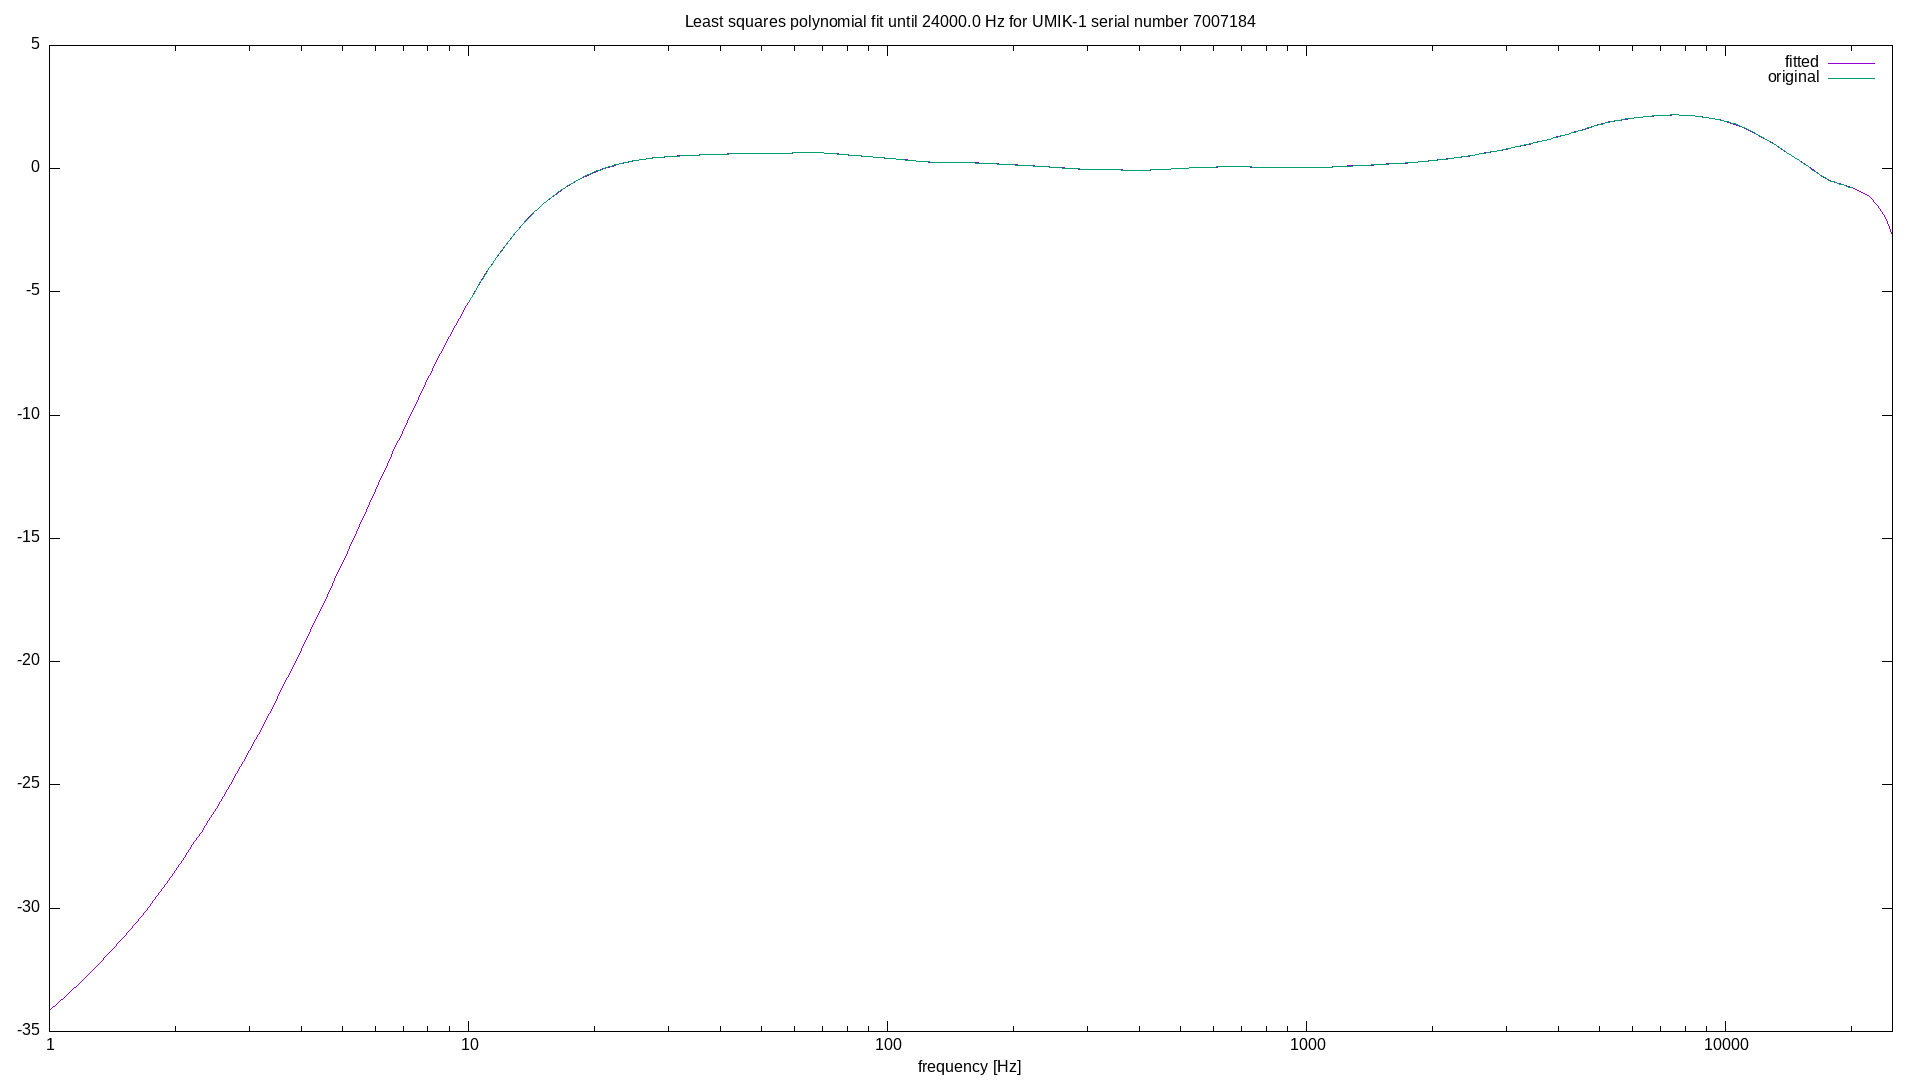 Least squares polynomial fit until 24000.0 Hz for UMIK-1 serial number 7007184
5
0
-5
-10
-15
-20
-25
-30
-35
fitted
original
1 10 100 1000 10000
frequency [Hz]